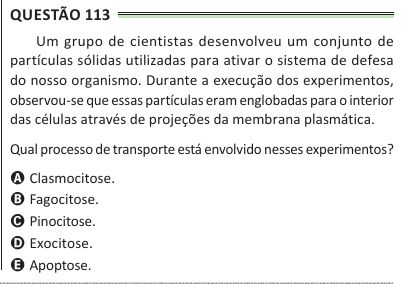 QUESTÃO 113
Um grupo de cientistas desenvolveu um conjunto de
partículas sólidas utilizadas para ativar o sistema de defesa
do nosso organismo. Durante a execução dos experimentos,
observou-se que essas partículas eram englobadas para o interior
das células através de projeções da membrana plasmática.
Qual processo de transporte está envolvido nesses experimentos?
A Clasmocitose.
B Fagocitose.
C Pinocitose.
D Exocitose.
E Apoptose.